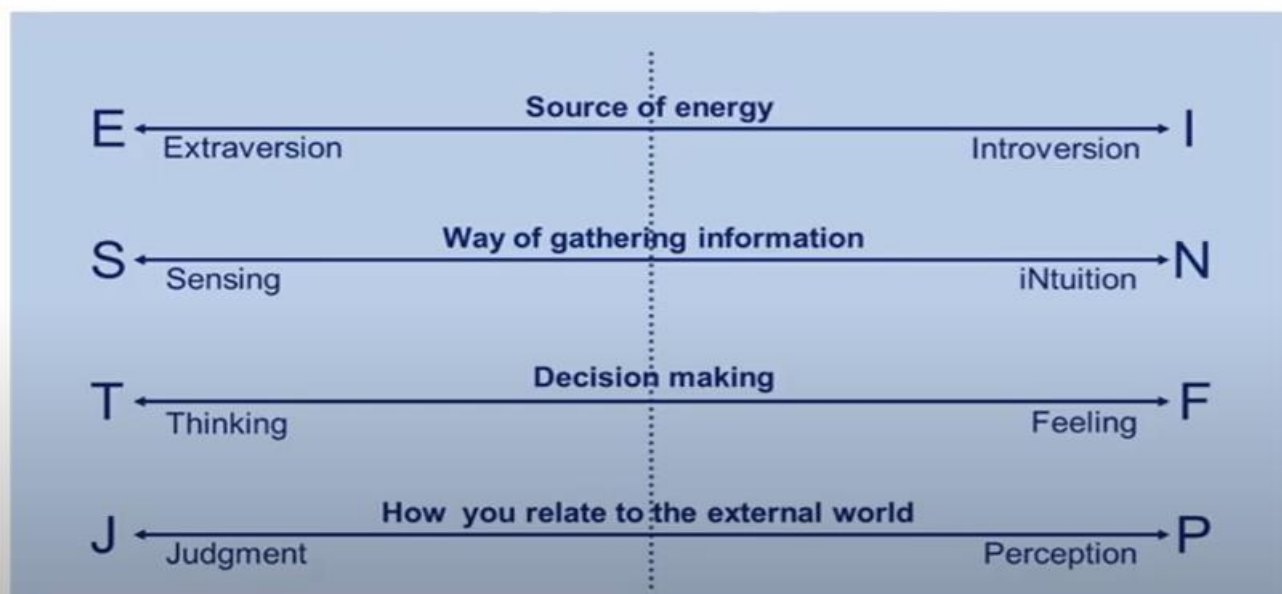 Source of energy
E Extraversion Introversion I
Way of gathering information
S Sensing iNtuition N
Decision making
T Thinking Feeling F
How you relate to the external world
J Judgment Perception P